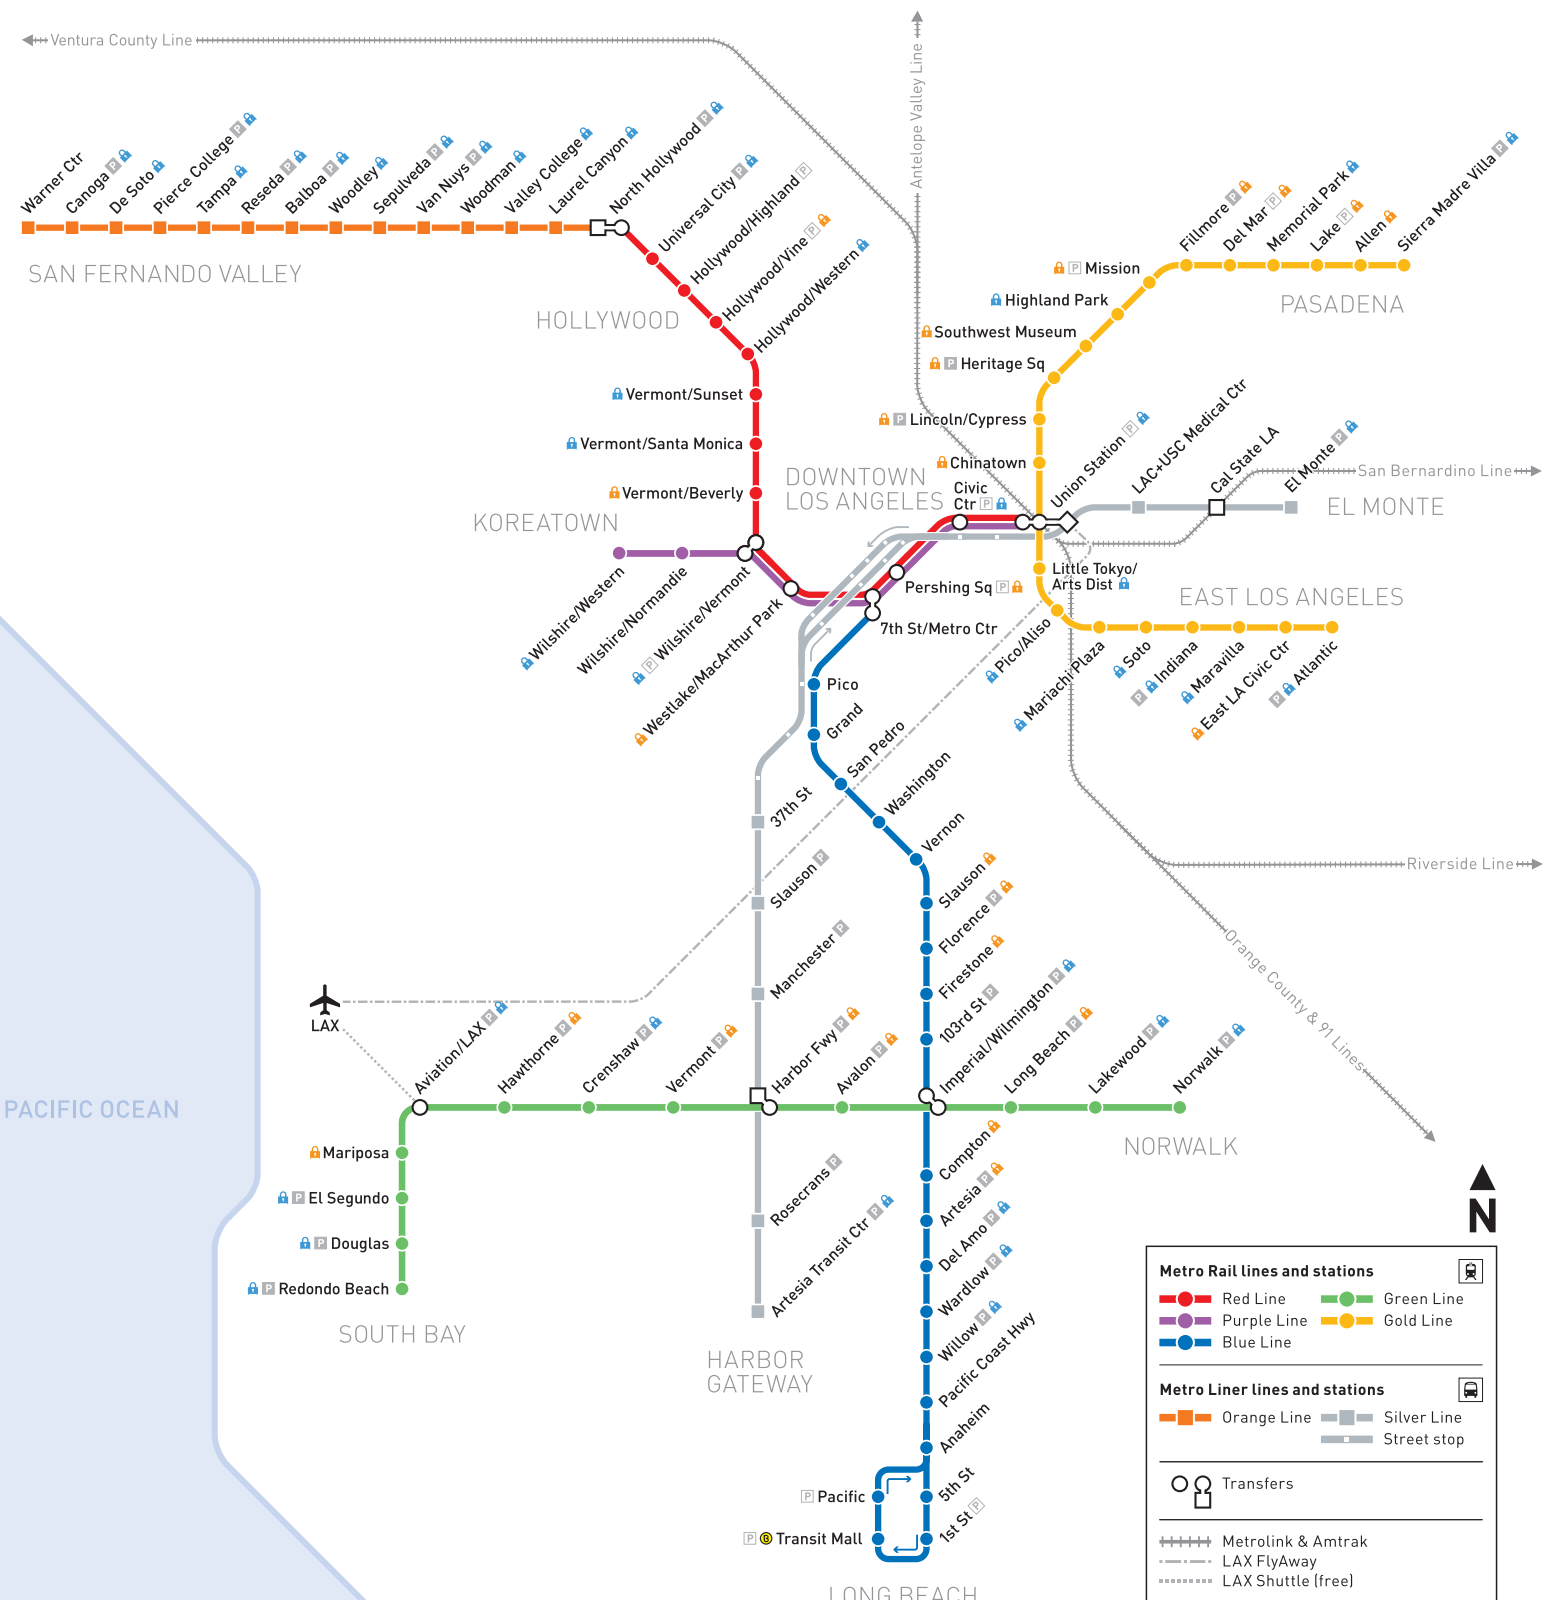 Ventura County Line
Antelope Valley Line
Warner Ctr
Canoga P
De Soto
Pierce College P
Tampa
Reseda P
Balboa P
Woodley
Sepulveda P
Van Nuys P
Woodman
Valley College
Laurel Canyon
North Hollywood P
Universal City P
Hollywood/Highland P
Hollywood/Vine P
Hollywood/Western
SAN FERNANDO VALLEY
HOLLYWOOD
Vermont/Sunset
Vermont/Santa Monica
Vermont/Beverly
KOREATOWN
Fillmore P
Del Mar P
Memorial Park
Lake P
Allen
Sierra Madre Villa P
P Mission
Highland Park
Southwest Museum
P Heritage Sq
P Lincoln/Cypress
Chinatown
PASADENA
DOWNTOWN
LOS ANGELES
Civic
Ctr P
Union Station P
LAC+USC Medical Ctr
Cal State LA
El Monte P
San Bernardino Line
EL MONTE
Wilshire/Western
Wilshire/Normandie
P Wilshire/Vermont
Westlake/MacArthur Park
Pershing Sq P
7th St/Metro Ctr
Little Tokyo/
Arts Dist
EAST LOS ANGELES
Pico/Aliso
Mariachi Plaza
Soto
P Indiana
Maravilla
East LA Civic Ctr
P Atlantic
Pico
Grand
San Pedro
Washington
Vernon
37th St
Slauson P
Manchester P
Slauson
Florence P
Firestone
103rd St P
Imperial/Wilmington P
Riverside Line
Orange County & 91 Lines
LAX
Aviation/LAX P
Hawthorne P
Crenshaw P
Vermont P
Harbor Fwy P
Avalon P
Long Beach P
Lakewood P
Norwalk P
PACIFIC OCEAN
NORWALK
Mariposa
P El Segundo
P Douglas
P Redondo Beach
SOUTH BAY
Rosecrans P
Artesia Transit Ctr P
HARBOR
GATEWAY
Compton
Artesia P
Del Amo P
Wardlow P
Willow P
Pacific Coast Hwy
Anaheim
5th St
1st St P
P Pacific
P B Transit Mall
LONG BEACH
N
Metro Rail lines and stations
Red Line
Green Line
Purple Line
Gold Line
Blue Line
Metro Liner lines and stations
Orange Line
Silver Line
Street stop
Transfers
Metrolink & Amtrak
LAX FlyAway
LAX Shuttle (free)